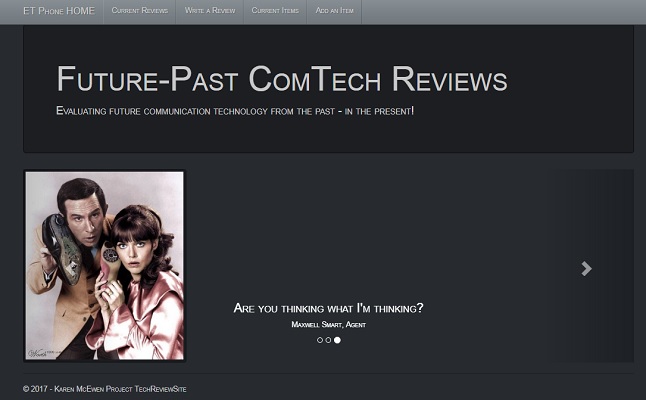 ET Phone HOME
Current Reviews
Write a Review
Current Items
Add an Item
Future-Past ComTech Reviews
Evaluating future communication technology from the past - in the present!
Are you thinking what I'm thinking?
Maxwell Smart, Agent
© 2017 - Karen McEwen Project TechReviewSite